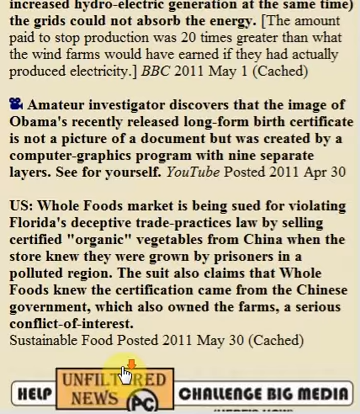 increased hydro-electric generation at the same time)
the grids could not absorb the energy. [The amount
paid to stop production was 20 times greater than what
the wind farms would have earned if they had actually
produced electricity.] BBC 2011 May 1 (Cached)
Amateur investigator discovers that the image of
Obama's recently released long-form birth certificate
is not a picture of a document but was created by a
computer-graphics program with nine separate
layers. See for yourself. YouTube Posted 2011 Apr 30
US: Whole Foods market is being sued for violating
Florida's deceptive trade-practices law by selling
certified "organic" vegetables from China when the
store knew they were grown by prisoners in a
polluted region. The suit also claims that Whole
Foods knew the certification came from the Chinese
government, which also owned the farms, a serious
conflict-of-interest.
Sustainable Food Posted 2011 May 30 (Cached)
HELP UNFILTERED NEWS PC CHALLENGE BIG MEDIA